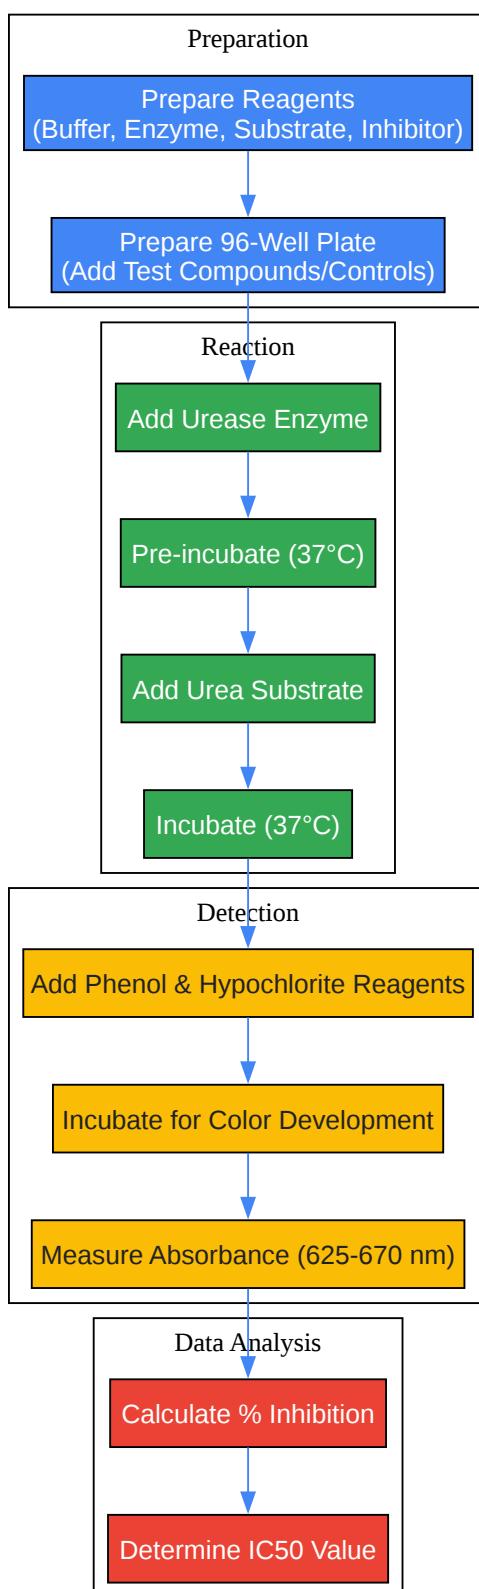 Preparation
Prepare Reagents
(Buffer, Enzyme, Substrate, Inhibitor)
Prepare 96-Well Plate
(Add Test Compounds/Controls)
Reaction
Add Urease Enzyme
Pre-incubate (37°C)
Add Urea Substrate
Incubate (37°C)
Detection
Add Phenol & Hypochlorite Reagents
Incubate for Color Development
Measure Absorbance (625-670 nm)
Data Analysis
Calculate % Inhibition
Determine IC50 Value